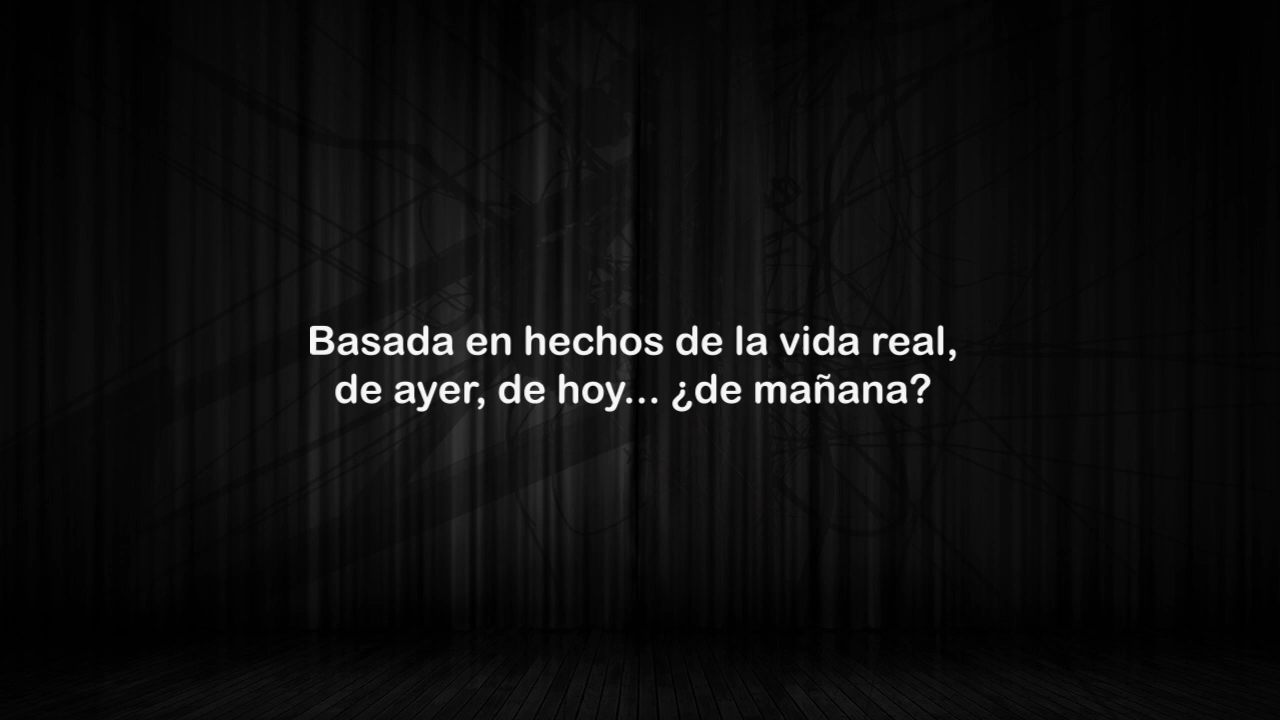 Basada en hechos de la vida real,
de ayer, de hoy... ¿de mañana?